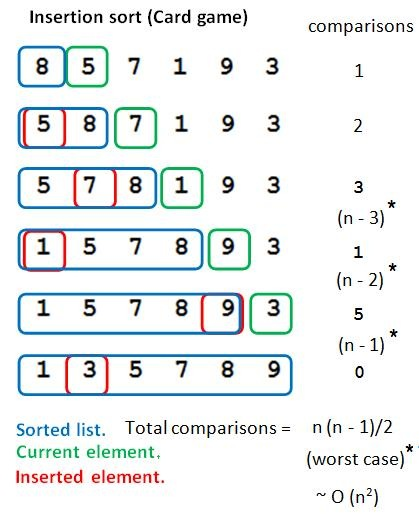 Insertion sort (Card game)
comparisons
8 5 7 1 9 3 1
5 8 7 1 9 3 2
5 7 8 1 9 3 3
(n - 3)*
1 5 7 8 9 3 1
(n - 2)*
1 5 7 8 9 3 5
(n - 1)*
1 3 5 7 8 9 0
Sorted list. Total comparisons = n (n - 1)/2
Current element.
(worst case)*
Inserted element.
~ O (n²)